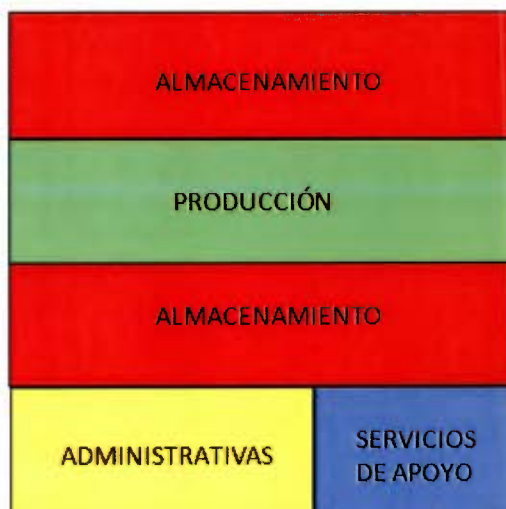 ALMACENAMIENTO
PRODUCCIÓN
ALMACENAMIENTO
ADMINISTRATIVAS
SERVICIOS
DE APOYO